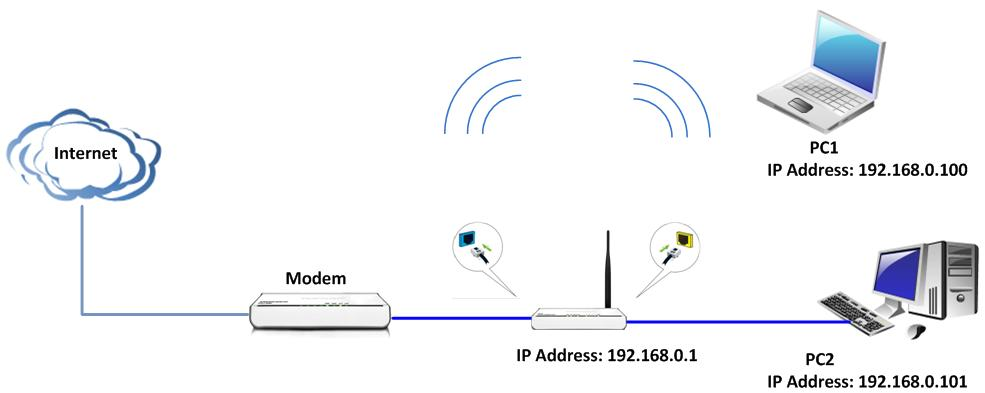 Internet
PC1
IP Address: 192.168.0.100
Modem
IP Address: 192.168.0.1
PC2
IP Address: 192.168.0.101